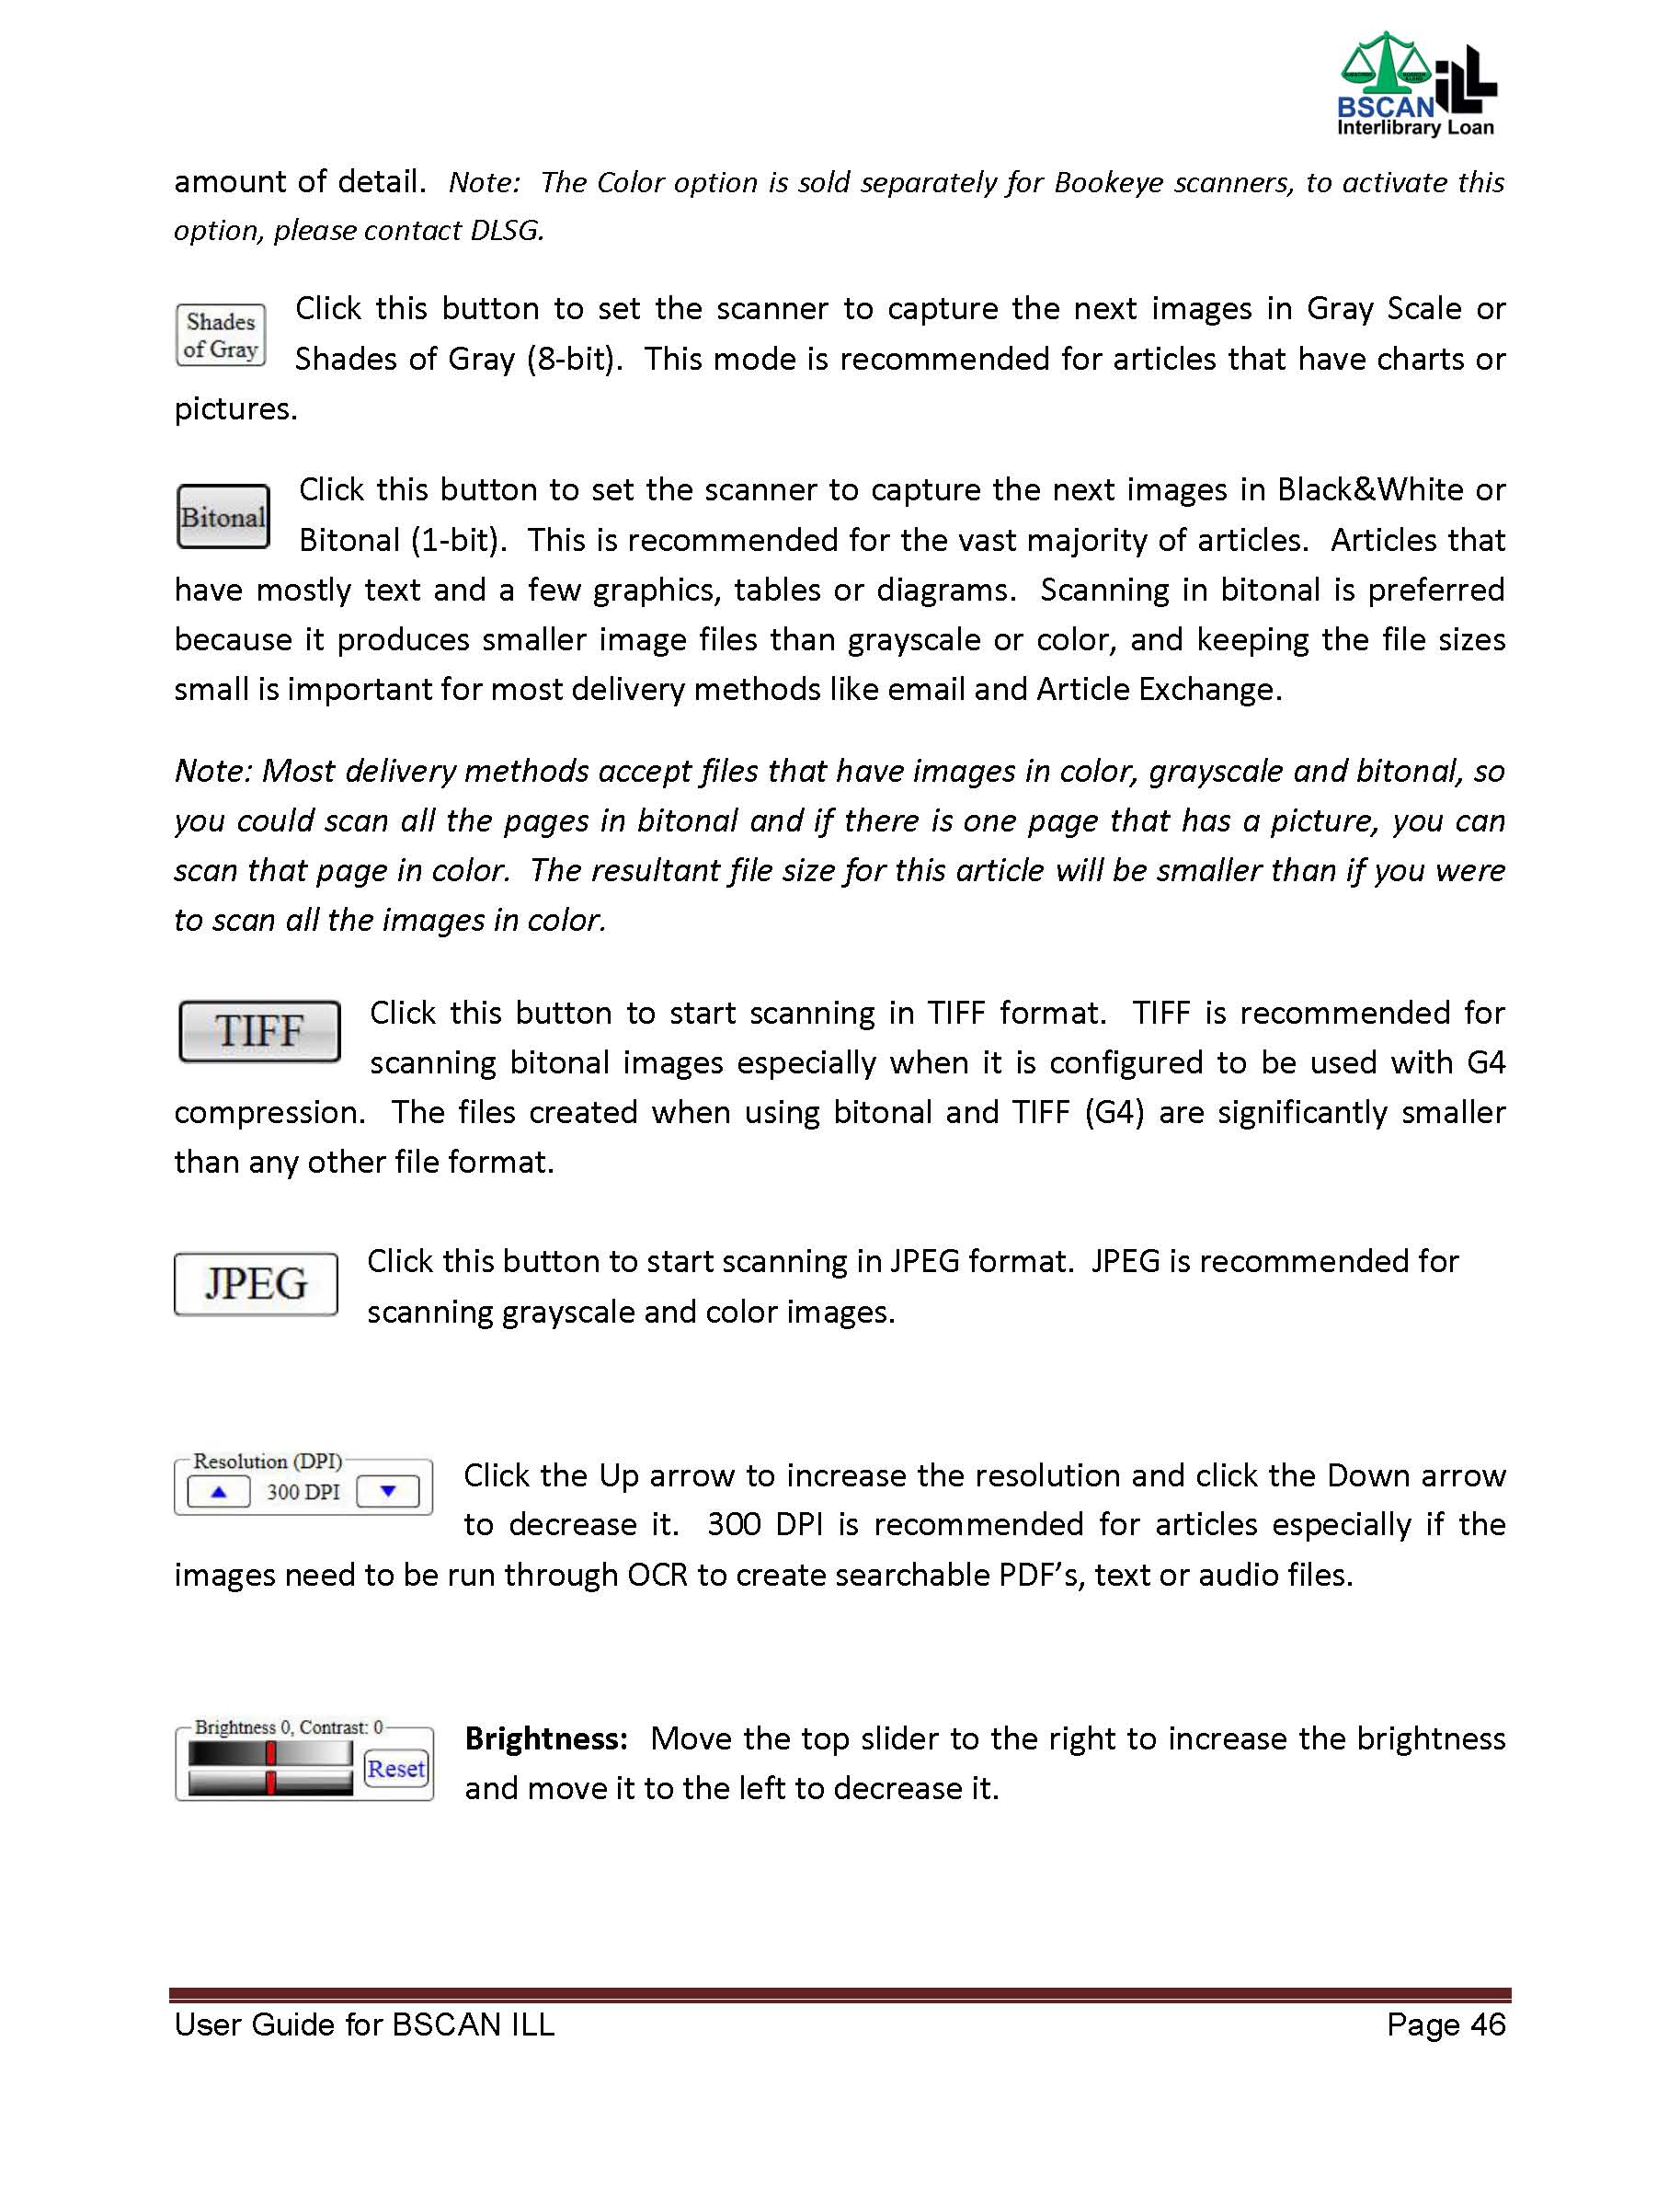 BSCAN ILL
Interlibrary Loan
amount of detail.  Note:  The Color option is sold separately for Bookeye scanners, to activate this
option, please contact DLSG.
Shades
of Gray
Click this button to set the scanner to capture the next images in Gray Scale or
Shades of Gray (8-bit).  This mode is recommended for articles that have charts or
pictures.
Bitonal
Click this button to set the scanner to capture the next images in Black&White or
Bitonal (1-bit).  This is recommended for the vast majority of articles.  Articles that
have mostly text and a few graphics, tables or diagrams.  Scanning in bitonal is preferred
because it produces smaller image files than grayscale or color, and keeping the file sizes
small is important for most delivery methods like email and Article Exchange.
Note: Most delivery methods accept files that have images in color, grayscale and bitonal, so
you could scan all the pages in bitonal and if there is one page that has a picture, you can
scan that page in color.  The resultant file size for this article will be smaller than if you were
to scan all the images in color.
TIFF
Click this button to start scanning in TIFF format.  TIFF is recommended for
scanning bitonal images especially when it is configured to be used with G4
compression.  The files created when using bitonal and TIFF (G4) are significantly smaller
than any other file format.
JPEG
Click this button to start scanning in JPEG format.  JPEG is recommended for
scanning grayscale and color images.
Resolution (DPI)
300 DPI
Click the Up arrow to increase the resolution and click the Down arrow
to decrease it.  300 DPI is recommended for articles especially if the
images need to be run through OCR to create searchable PDF’s, text or audio files.
Brightness 0, Contrast: 0
Reset
Brightness:  Move the top slider to the right to increase the brightness
and move it to the left to decrease it.
User Guide for BSCAN ILL Page 46